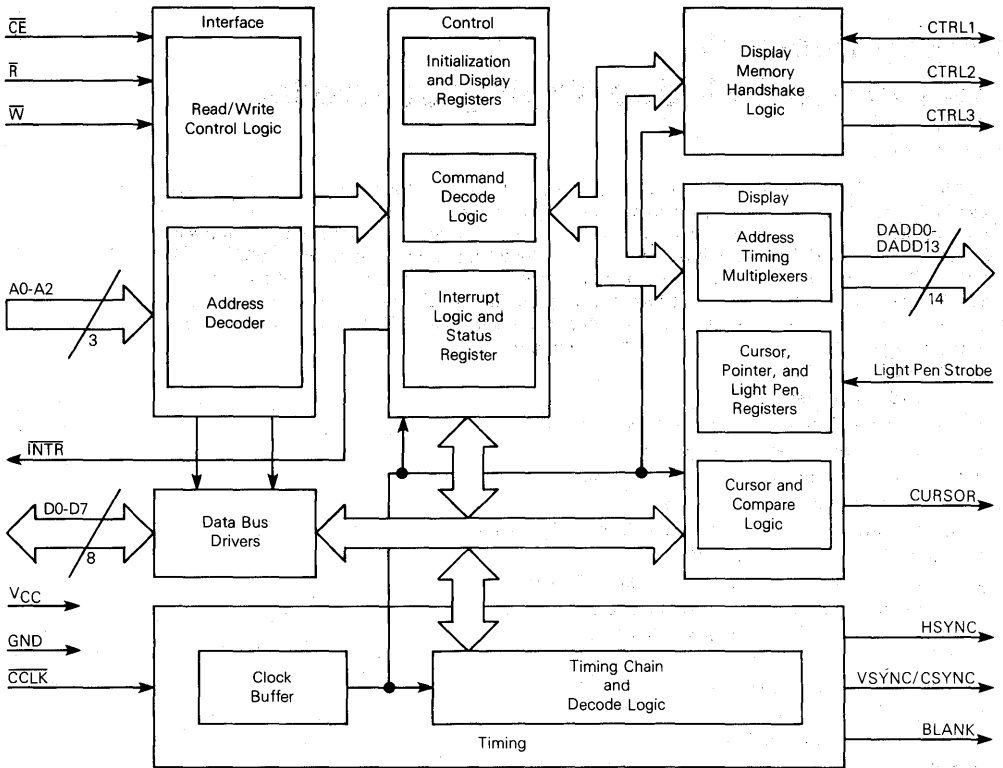 Interface
Control
C̅E̅
R̅
W̅
Read/Write
Control Logic
Address
Decoder
A0-A2
3
Initialization
and Display
Registers
Command
Decode
Logic
Interrupt
Logic and
Status
Register
Display
Memory
Handshake
Logic
CTRL1
CTRL2
CTRL3
Display
Address
Timing
Multiplexers
DADD0-
DADD13
14
Cursor,
Pointer, and
Light Pen
Registers
Light Pen Strobe
Cursor and
Compare
Logic
CURSOR
I̅N̅T̅R̅
D0-D7
8
Data Bus
Drivers
VCC
GND
C̅C̅L̅K̅
Clock
Buffer
Timing Chain
and
Decode Logic
Timing
HSYNC
VSYNC/CSYNC
BLANK